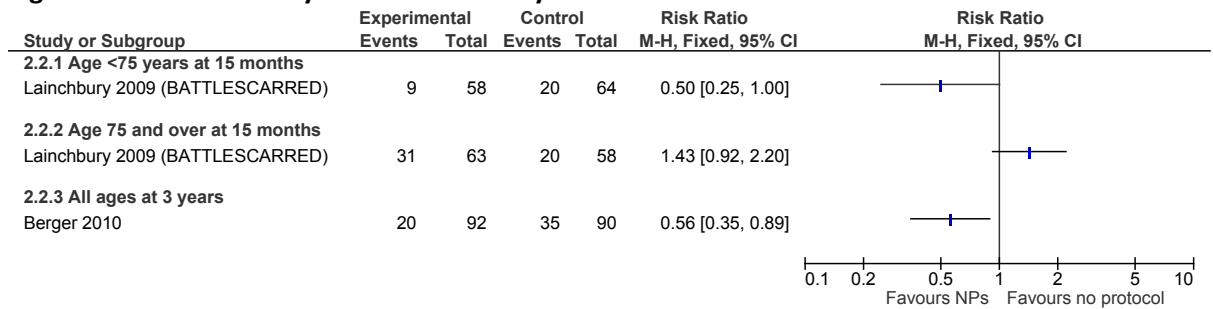 Experimental Control Risk Ratio Risk Ratio
Study or Subgroup Events Total Events Total M-H, Fixed, 95% CI M-H, Fixed, 95% CI
2.2.1 Age <75 years at 15 months
Lainchbury 2009 (BATTLESCARRED) 9 58 20 64 0.50 [0.25, 1.00]
2.2.2 Age 75 and over at 15 months
Lainchbury 2009 (BATTLESCARRED) 31 63 20 58 1.43 [0.92, 2.20]
2.2.3 All ages at 3 years
Berger 2010 20 92 35 90 0.56 [0.35, 0.89]
0.1 0.2 0.5 1 2 5 10
Favours NPs Favours no protocol